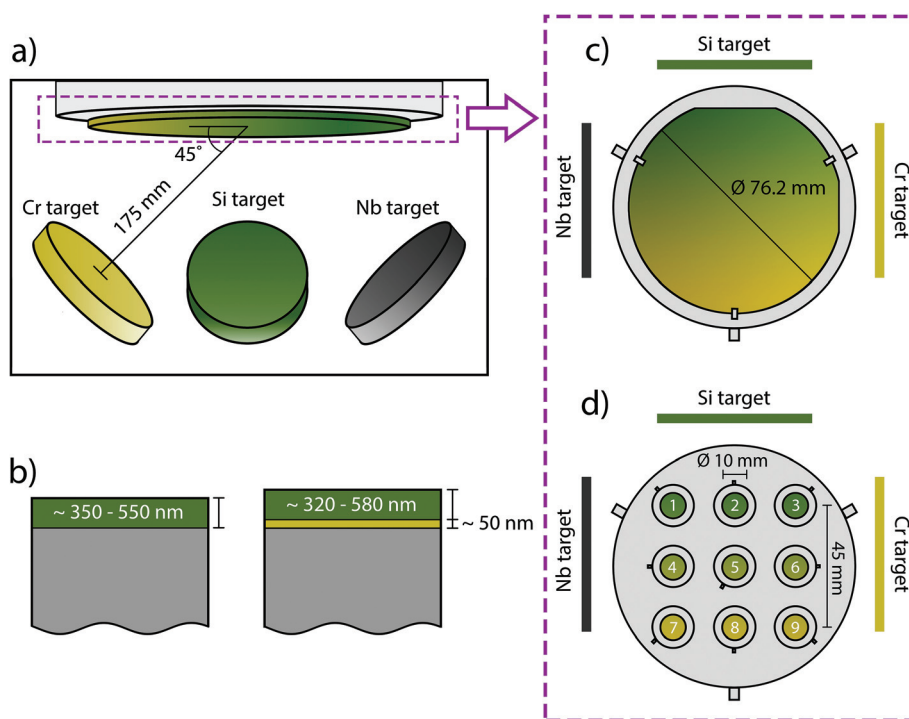 a)
45˚
175 mm
Cr target
Si target
Nb target
b)
~ 350 - 550 nm
~ 320 - 580 nm
~ 50 nm
c)
Si target
Nb target
Cr target
Ø 76.2 mm
d)
Si target
Nb target
Cr target
Ø 10 mm
45 mm
1 2 3
4 5 6
7 8 9